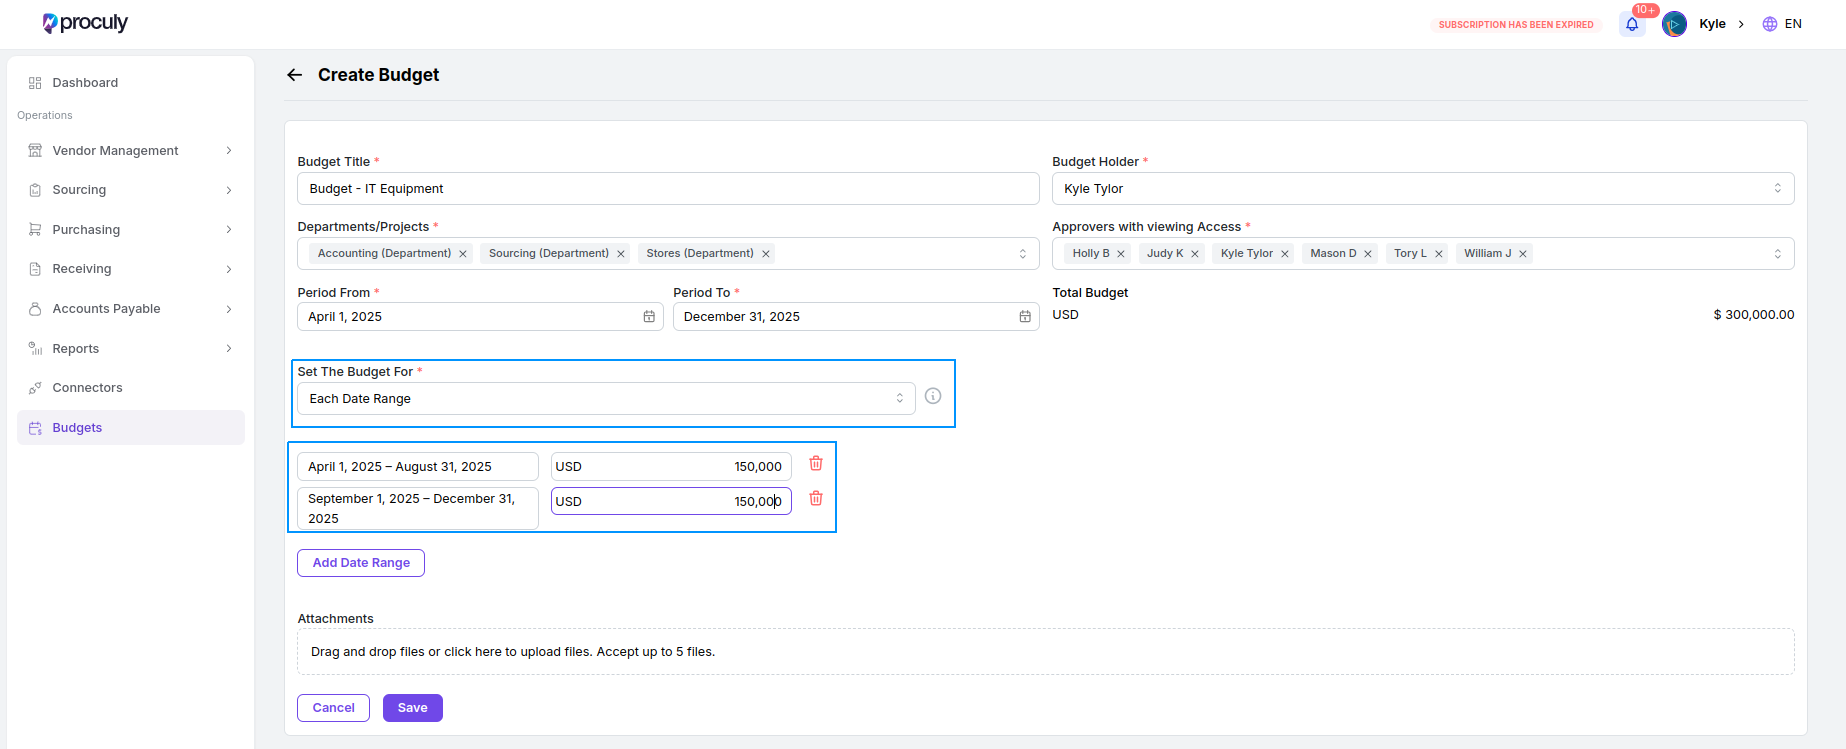 proculy
SUBSCRIPTION HAS BEEN EXPIRED
10+
Kyle
EN
Dashboard
Operations
Vendor Management
Sourcing
Purchasing
Receiving
Accounts Payable
Reports
Connectors
Budgets
Create Budget
Budget Title *
Budget - IT Equipment
Budget Holder *
Kyle Tylor
Departments/Projects *
Accounting (Department) Sourcing (Department) Stores (Department)
Approvers with viewing Access *
Holly B Judy K Kyle Tylor Mason D Tory L William J
Period From *
April 1, 2025
Period To *
December 31, 2025
Total Budget
USD $ 300,000.00
Set The Budget For *
Each Date Range
April 1, 2025 – August 31, 2025 USD 150,000
September 1, 2025 – December 31,
2025
USD 150,000
Add Date Range
Attachments
Drag and drop files or click here to upload files. Accept up to 5 files.
Cancel Save